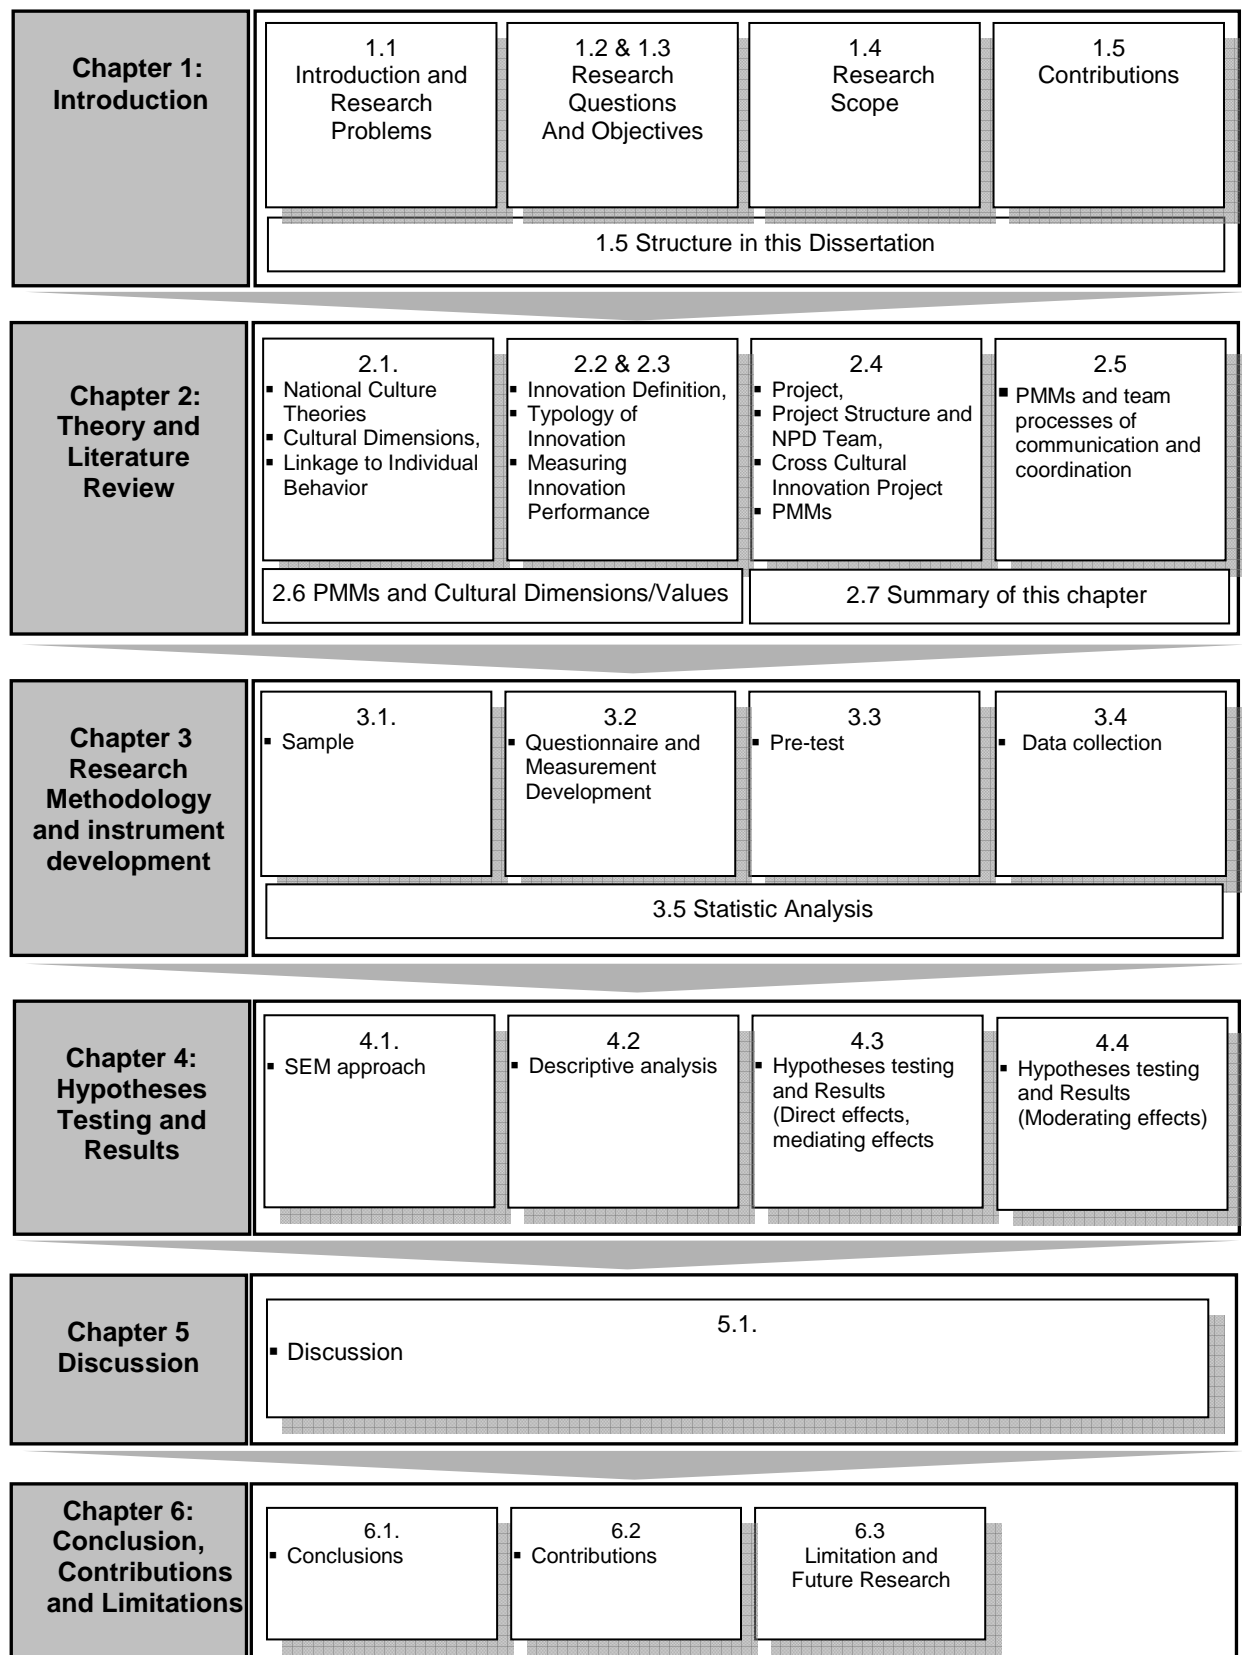 Chapter 1:
Introduction
1.1
Introduction and
Research
Problems
1.2 & 1.3
Research
Questions
And Objectives
1.4
Research
Scope
1.5
Contributions
1.5 Structure in this Dissertation
Chapter 2:
Theory and
Literature
Review
2.1.
▪ National Culture
Theories
▪ Cultural Dimensions,
▪ Linkage to Individual
Behavior
2.2 & 2.3
▪ Innovation Definition,
▪ Typology of
Innovation
▪ Measuring
Innovation
Performance
2.4
▪ Project,
▪ Project Structure and
NPD Team,
▪ Cross Cultural
Innovation Project
▪ PMMs
2.5
▪ PMMs and team
processes of
communication and
coordination
2.6 PMMs and Cultural Dimensions/Values
2.7 Summary of this chapter
Chapter 3
Research
Methodology
and instrument
development
3.1.
▪ Sample
3.2
▪ Questionnaire and
Measurement
Development
3.3
▪ Pre-test
3.4
▪ Data collection
3.5 Statistic Analysis
Chapter 4:
Hypotheses
Testing and
Results
4.1.
▪ SEM approach
4.2
▪ Descriptive analysis
4.3
▪ Hypotheses testing
and Results
(Direct effects,
mediating effects
4.4
▪ Hypotheses testing
and Results
(Moderating effects)
Chapter 5
Discussion
5.1.
▪ Discussion
Chapter 6:
Conclusion,
Contributions
and Limitations
6.1.
▪ Conclusions
6.2
▪ Contributions
6.3
Limitation and
Future Research